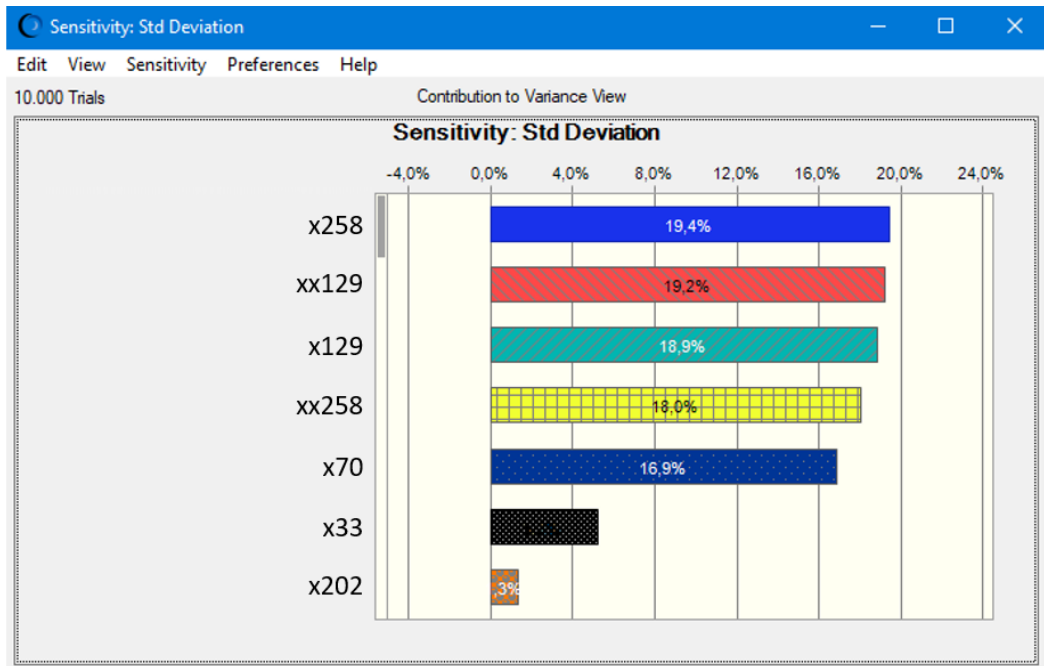 Sensitivity: Std Deviation
Edit View Sensitivity Preferences Help
10.000 Trials
Contribution to Variance View
Sensitivity: Std Deviation
-4,0% 0,0% 4,0% 8,0% 12,0% 16,0% 20,0% 24,0%
x258 19,4%
xx129 19,2%
x129 18,9%
xx258 18,0%
x70 16,9%
x33
x202 ,3%